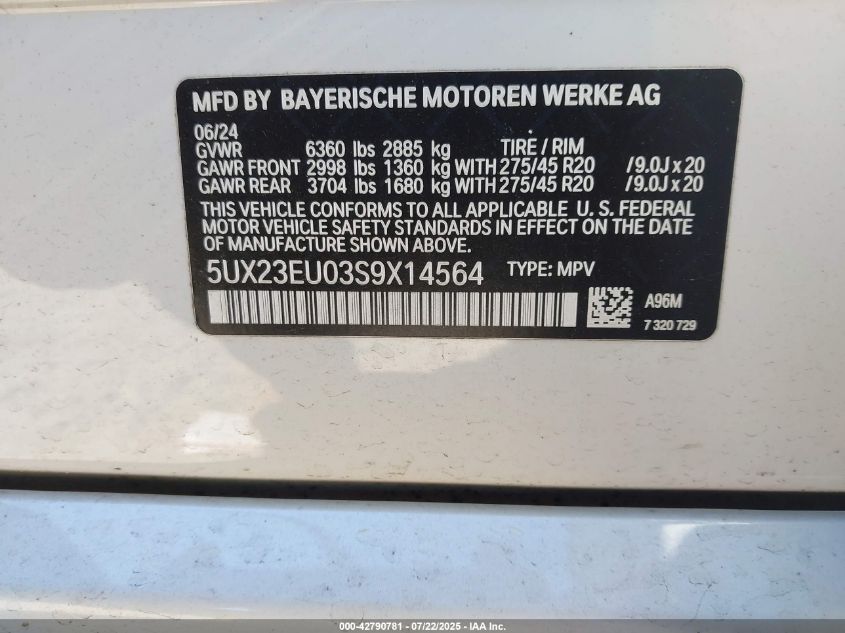 MFD BY BAYERISCHE MOTOREN WERKE AG
06/24
GVWR 6360 lbs 2885 kg TIRE / RIM
GAWR FRONT 2998 lbs 1360 kg WITH 275/45 R20 /9.0J x 20
GAWR REAR 3704 lbs 1680 kg WITH 275/45 R20 /9.0J x 20
THIS VEHICLE CONFORMS TO ALL APPLICABLE U. S. FEDERAL
MOTOR VEHICLE SAFETY STANDARDS IN EFFECT ON THE
DATE OF MANUFACTURE SHOWN ABOVE.
5UX23EU03S9X14564 TYPE: MPV
A96M
7 320 729
000-42790781 - 07/22/2025 - IAA Inc.